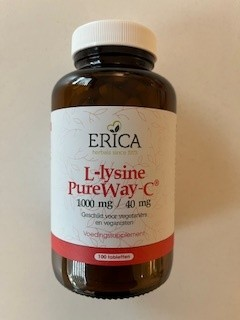 ERICA
L-lysine
PureWay-C®
1000 mg / 40 mg
Geschikt voor vegetariërs
en veganisten
Voedingssupplement
100 tabletten